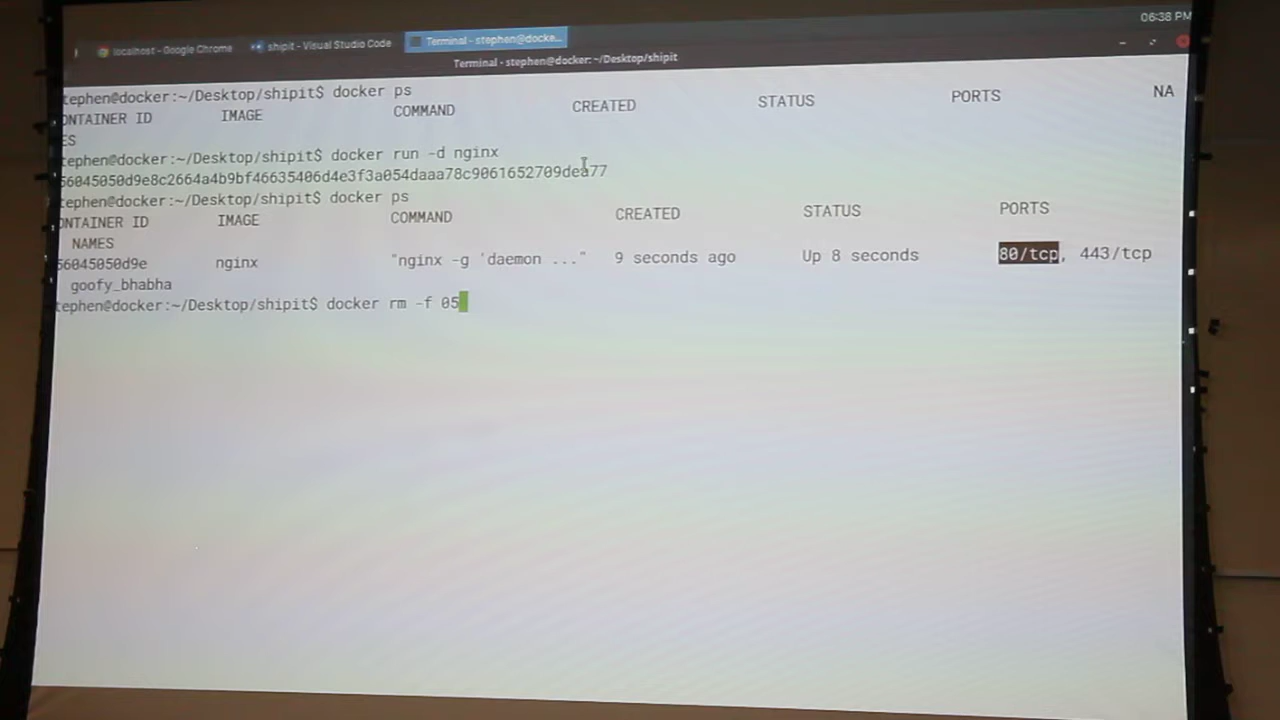 06:38 PM
localhost - Google Chrome
shipit - Visual Studio Code
Terminal - stephen@docke...
Terminal - stephen@docker: ~/Desktop/shipit
tephen@docker:~/Desktop/shipit$ docker ps
ONTAINER ID IMAGE COMMAND CREATED STATUS PORTS NA
ES
tephen@docker:~/Desktop/shipit$ docker run -d nginx
56045050d9e8c2664a4b9bf46635406d4e3f3a054daaa78c9061652709dea77
tephen@docker:~/Desktop/shipit$ docker ps
ONTAINER ID IMAGE COMMAND CREATED STATUS PORTS
NAMES
56045050d9e nginx "nginx -g 'daemon ..." 9 seconds ago Up 8 seconds 80/tcp, 443/tcp
goofy_bhabha
tephen@docker:~/Desktop/shipit$ docker rm -f 05